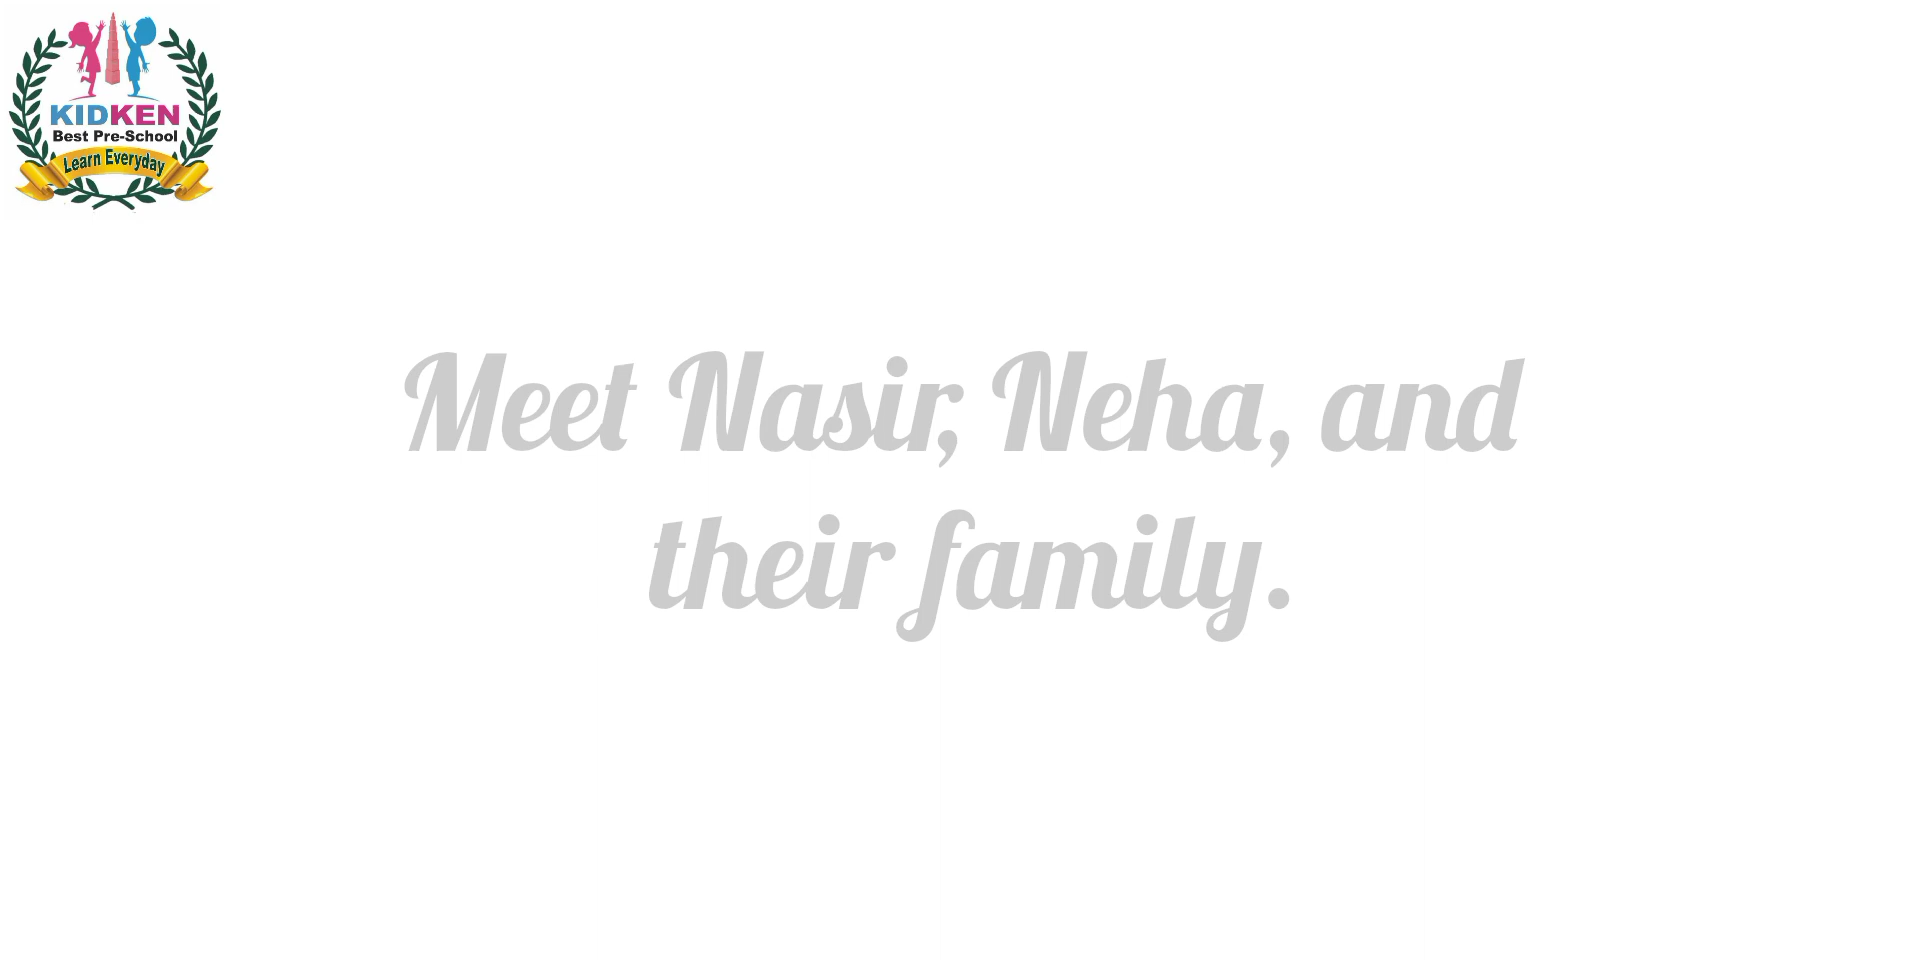 KIDKEN
Best Pre-School
Learn Everyday
Meet Nasir, Neha, and
their family.